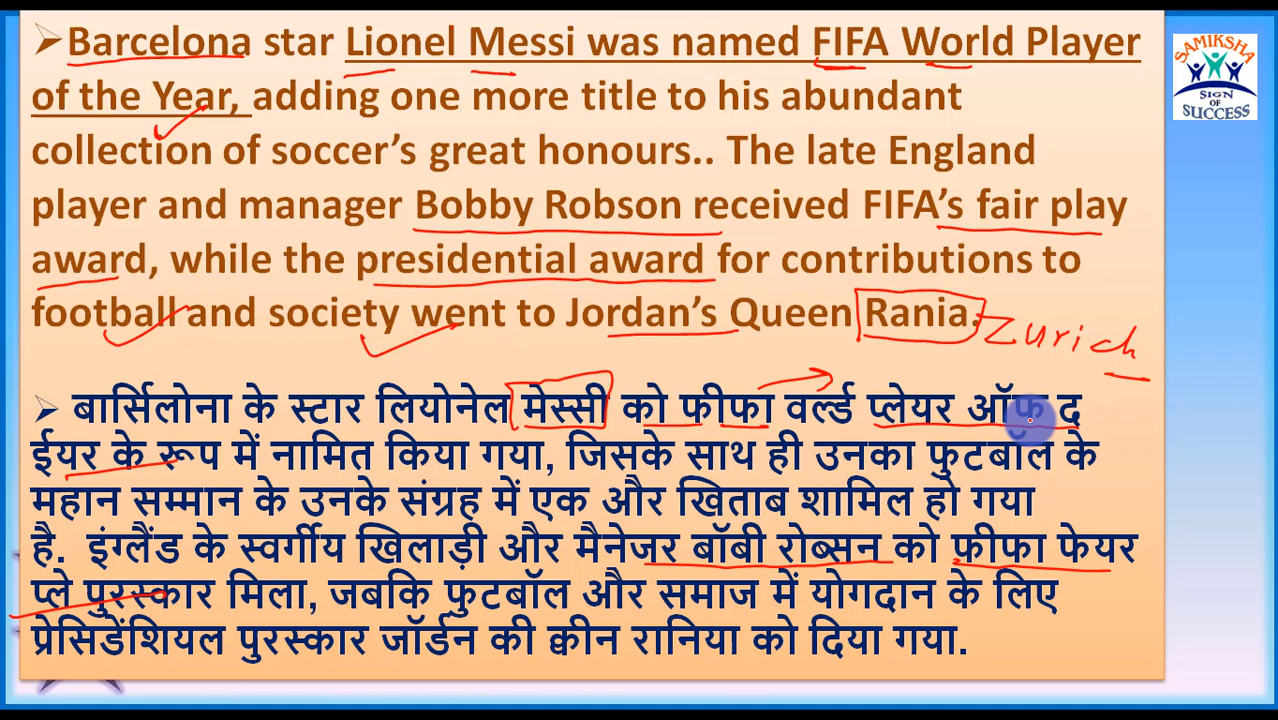 ➢Barcelona star Lionel Messi was named FIFA World Player
of the Year, adding one more title to his abundant
collection of soccer’s great honours.. The late England
player and manager Bobby Robson received FIFA’s fair play
award, while the presidential award for contributions to
football and society went to Jordan’s Queen Rania.
Zurich
➢ बार्सिलोना के स्टार लियोनेल मेस्सी को फीफा वर्ल्ड प्लेयर ऑफ द
ईयर के रूप में नामित किया गया, जिसके साथ ही उनका फुटबॉल के
महान सम्मान के उनके संग्रह में एक और खिताब शामिल हो गया
है. इंग्लैंड के स्वर्गीय खिलाड़ी और मैनेजर बॉबी रोब्सन को फीफा फेयर
प्ले पुरस्कार मिला, जबकि फुटबॉल और समाज में योगदान के लिए
प्रेसिडेंशियल पुरस्कार जॉर्डन की क्वीन रानिया को दिया गया.
SAMIKSHA
SIGN
OF
SUCCESS